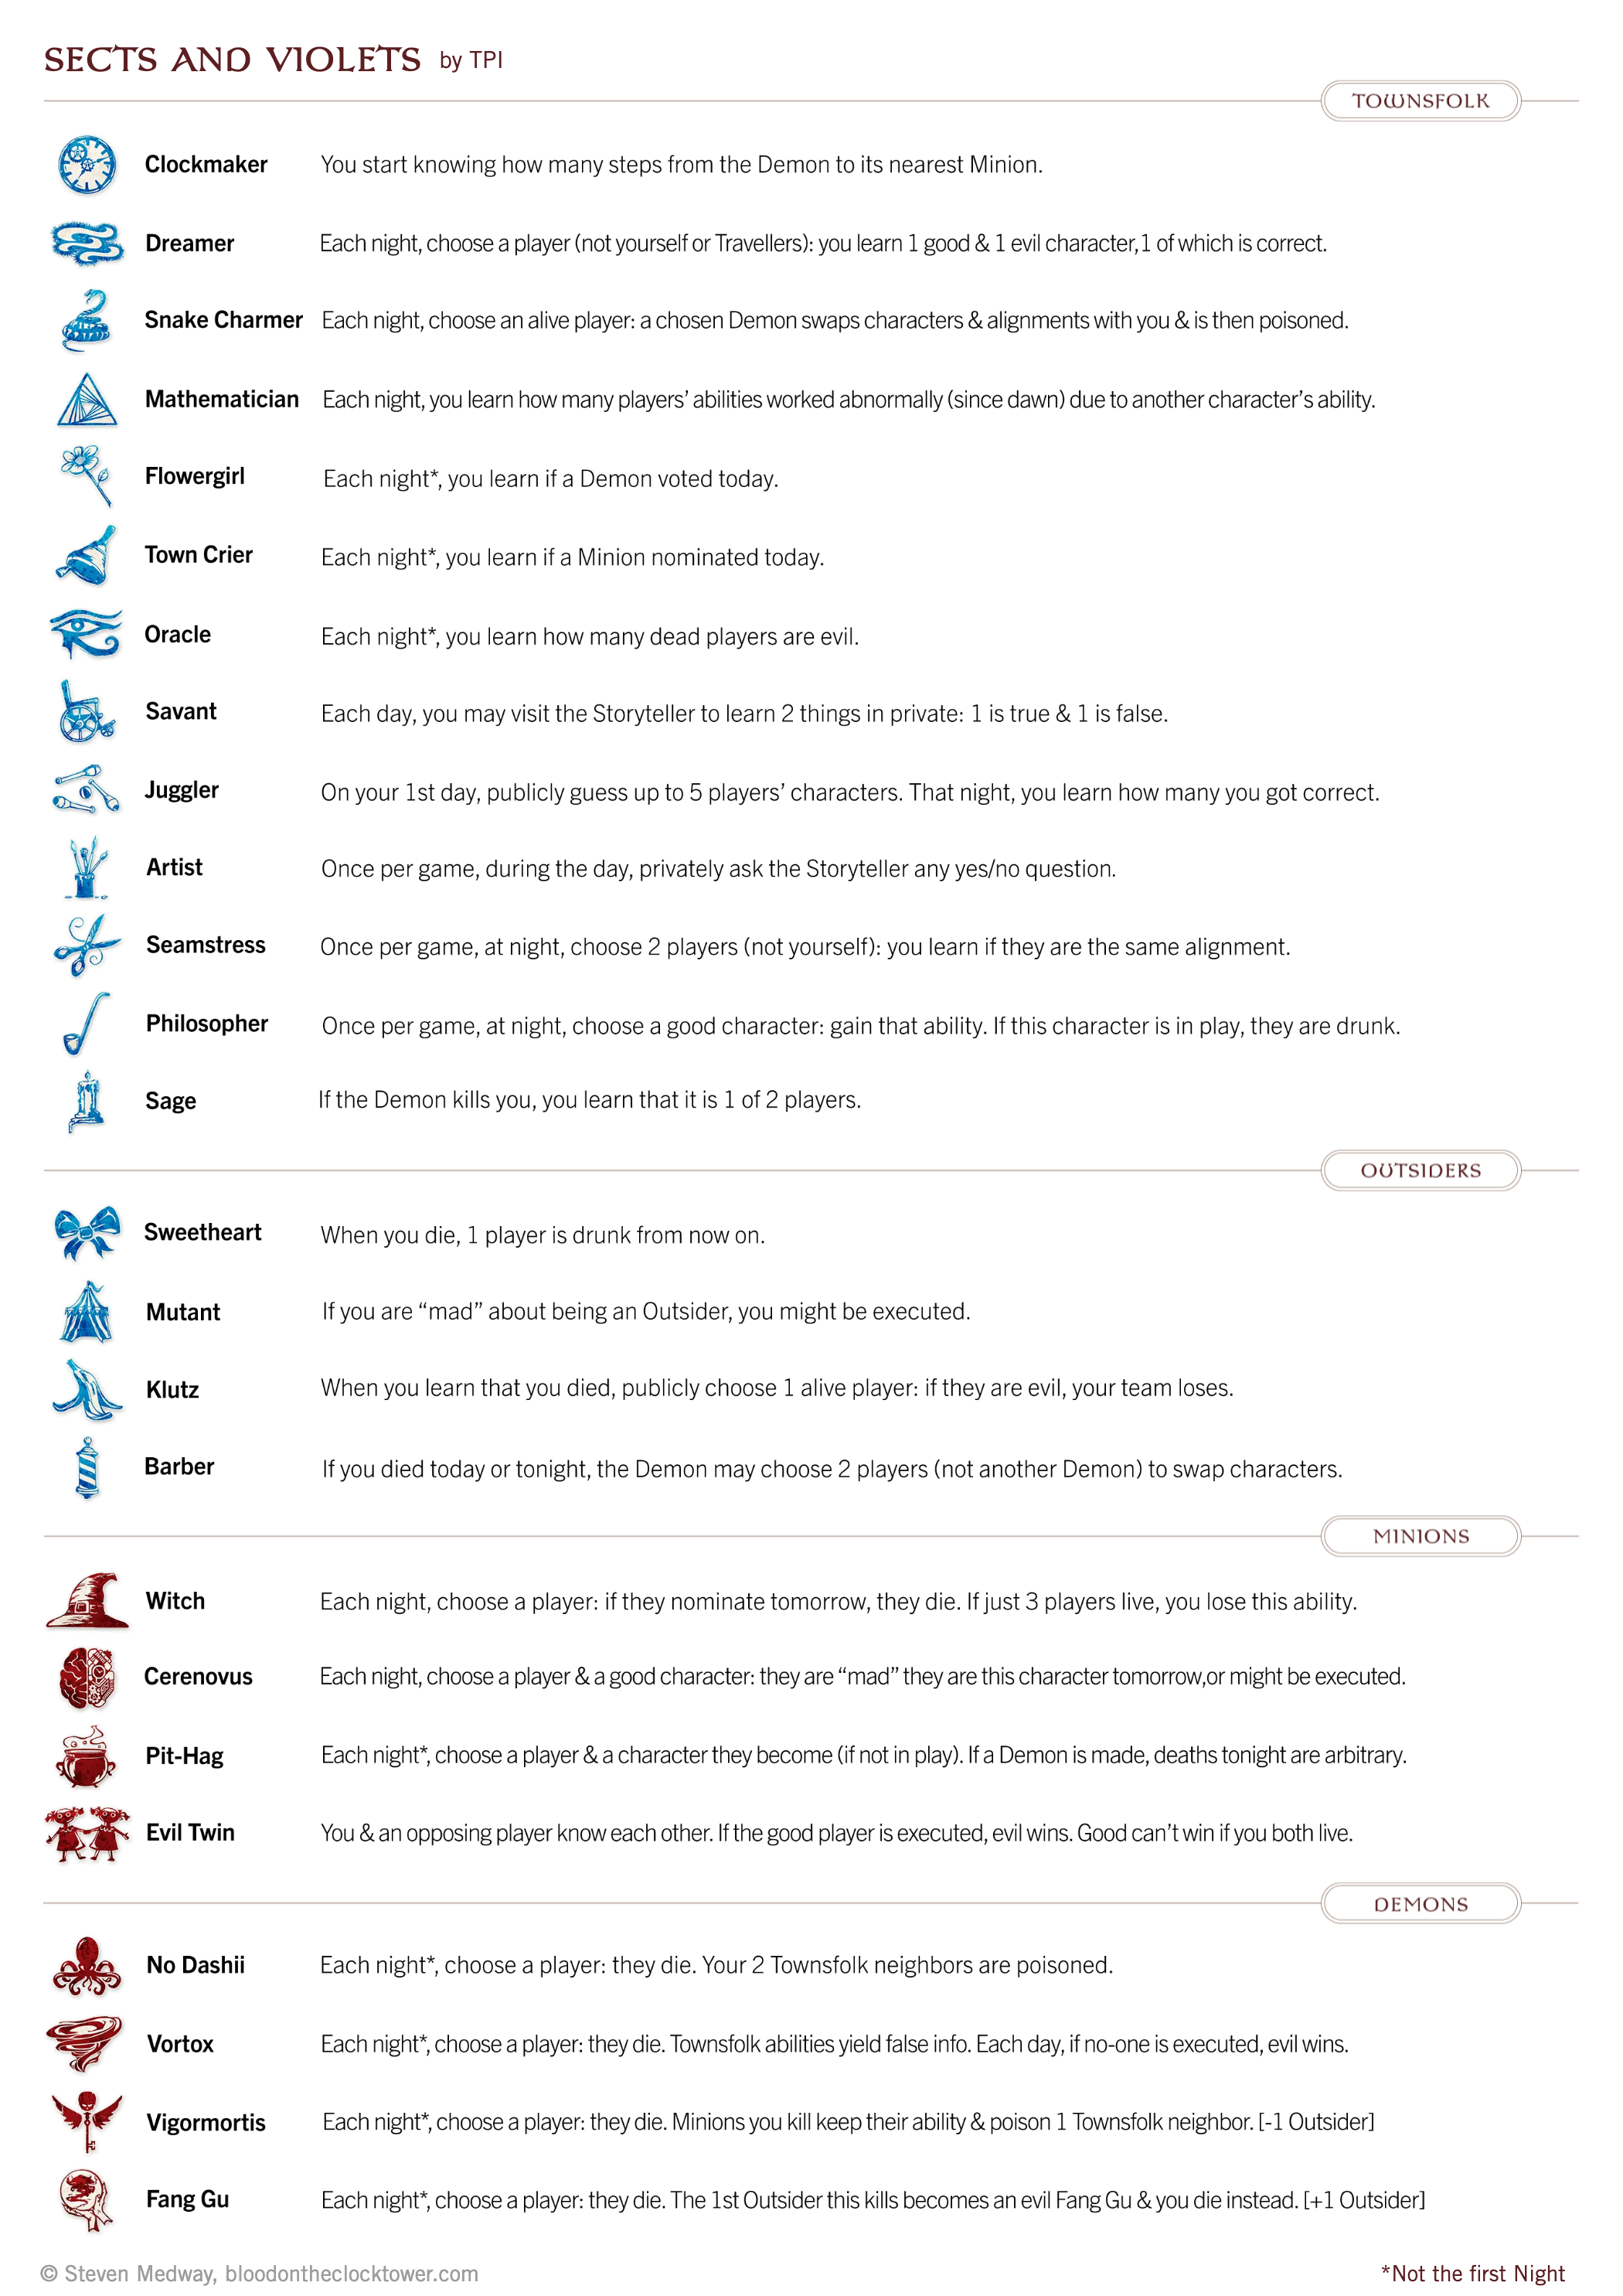 SECTS AND VIOLETS by TPI
TOWNSFOLK
Clockmaker You start knowing how many steps from the Demon to its nearest Minion.
Dreamer Each night, choose a player (not yourself or Travellers): you learn 1 good & 1 evil character,1 of which is correct.
Snake Charmer Each night, choose an alive player: a chosen Demon swaps characters & alignments with you & is then poisoned.
Mathematician Each night, you learn how many players’ abilities worked abnormally (since dawn) due to another character’s ability.
Flowergirl Each night*, you learn if a Demon voted today.
Town Crier Each night*, you learn if a Minion nominated today.
Oracle Each night*, you learn how many dead players are evil.
Savant Each day, you may visit the Storyteller to learn 2 things in private: 1 is true & 1 is false.
Juggler On your 1st day, publicly guess up to 5 players’ characters. That night, you learn how many you got correct.
Artist Once per game, during the day, privately ask the Storyteller any yes/no question.
Seamstress Once per game, at night, choose 2 players (not yourself): you learn if they are the same alignment.
Philosopher Once per game, at night, choose a good character: gain that ability. If this character is in play, they are drunk.
Sage If the Demon kills you, you learn that it is 1 of 2 players.
OUTSIDERS
Sweetheart When you die, 1 player is drunk from now on.
Mutant If you are “mad” about being an Outsider, you might be executed.
Klutz When you learn that you died, publicly choose 1 alive player: if they are evil, your team loses.
Barber If you died today or tonight, the Demon may choose 2 players (not another Demon) to swap characters.
MINIONS
Witch Each night, choose a player: if they nominate tomorrow, they die. If just 3 players live, you lose this ability.
Cerenovus Each night, choose a player & a good character: they are “mad” they are this character tomorrow,or might be executed.
Pit-Hag Each night*, choose a player & a character they become (if not in play). If a Demon is made, deaths tonight are arbitrary.
Evil Twin You & an opposing player know each other. If the good player is executed, evil wins. Good can’t win if you both live.
DEMONS
No Dashii Each night*, choose a player: they die. Your 2 Townsfolk neighbors are poisoned.
Vortox Each night*, choose a player: they die. Townsfolk abilities yield false info. Each day, if no-one is executed, evil wins.
Vigormortis Each night*, choose a player: they die. Minions you kill keep their ability & poison 1 Townsfolk neighbor. [-1 Outsider]
Fang Gu Each night*, choose a player: they die. The 1st Outsider this kills becomes an evil Fang Gu & you die instead. [+1 Outsider]
© Steven Medway, bloodontheclocktower.com *Not the first Night